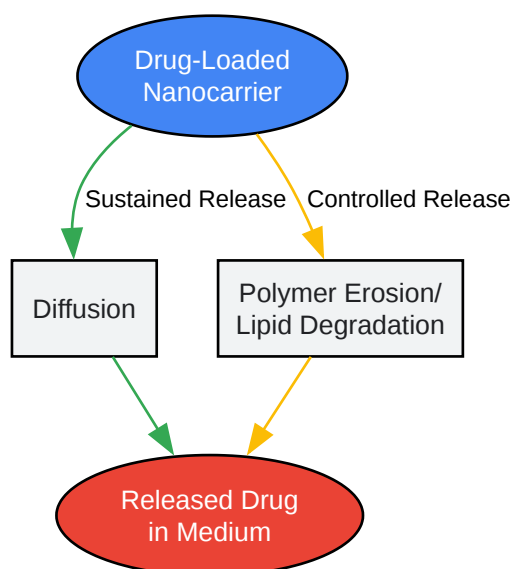 Drug-Loaded
Nanocarrier
Sustained Release
Controlled Release
Diffusion
Polymer Erosion/
Lipid Degradation
Released Drug
in Medium